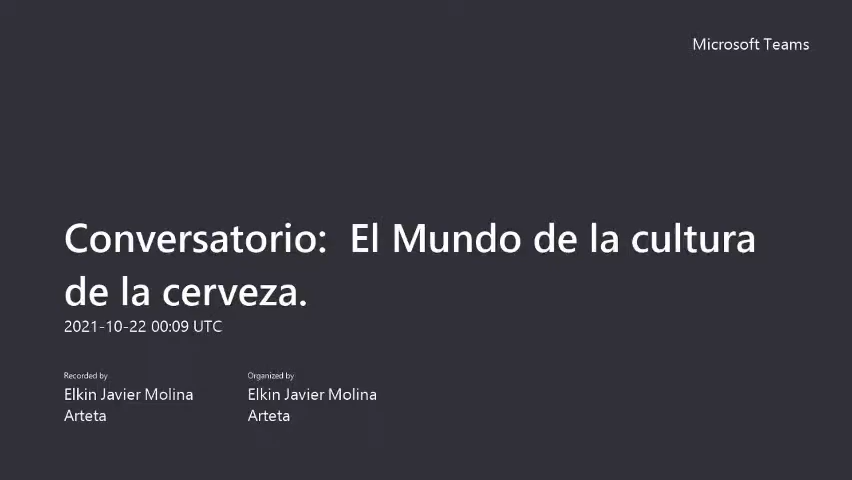 Microsoft Teams
Conversatorio:  El Mundo de la cultura
de la cerveza.
2021-10-22 00:09 UTC
Recorded by
Elkin Javier Molina
Arteta
Organized by
Elkin Javier Molina
Arteta